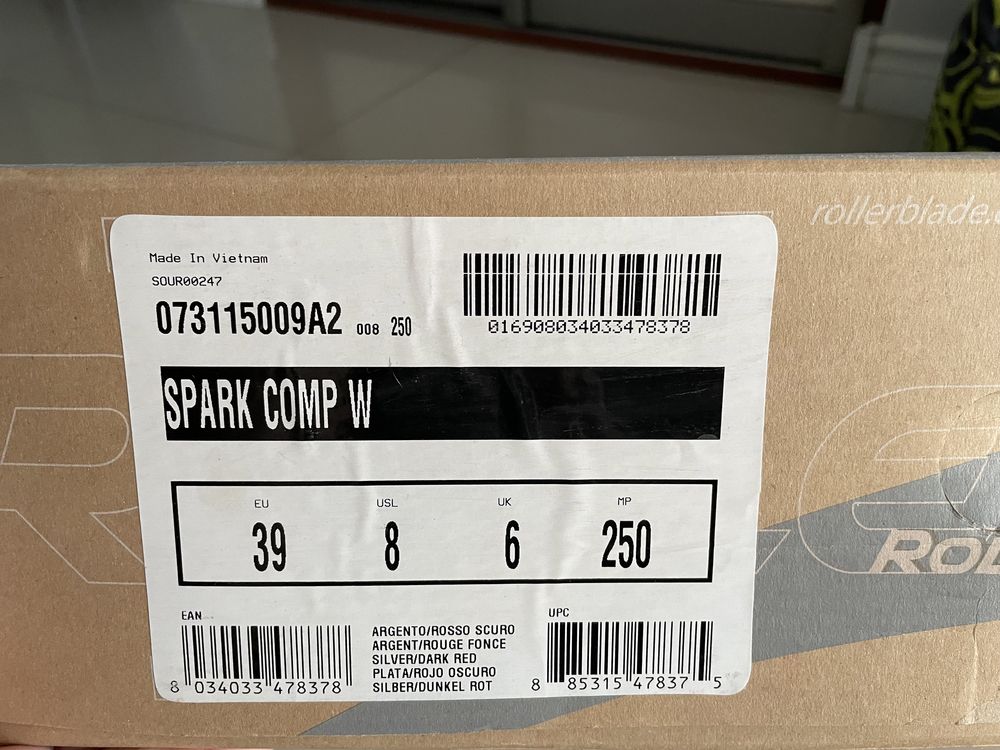 rollerblade.
Made In Vietnam
SOUR00247
073115009A2 008 250
016908034033478378
SPARK COMP W
EU USL UK MP
39 8 6 250
EAN
ARGENTO/ROSSO SCURO
ARGENT/ROUGE FONCE
SILVER/DARK RED
PLATA/ROJO OSCURO
SILBER/DUNKEL ROT
8 034033 478378
UPC
8 85315 47837 5